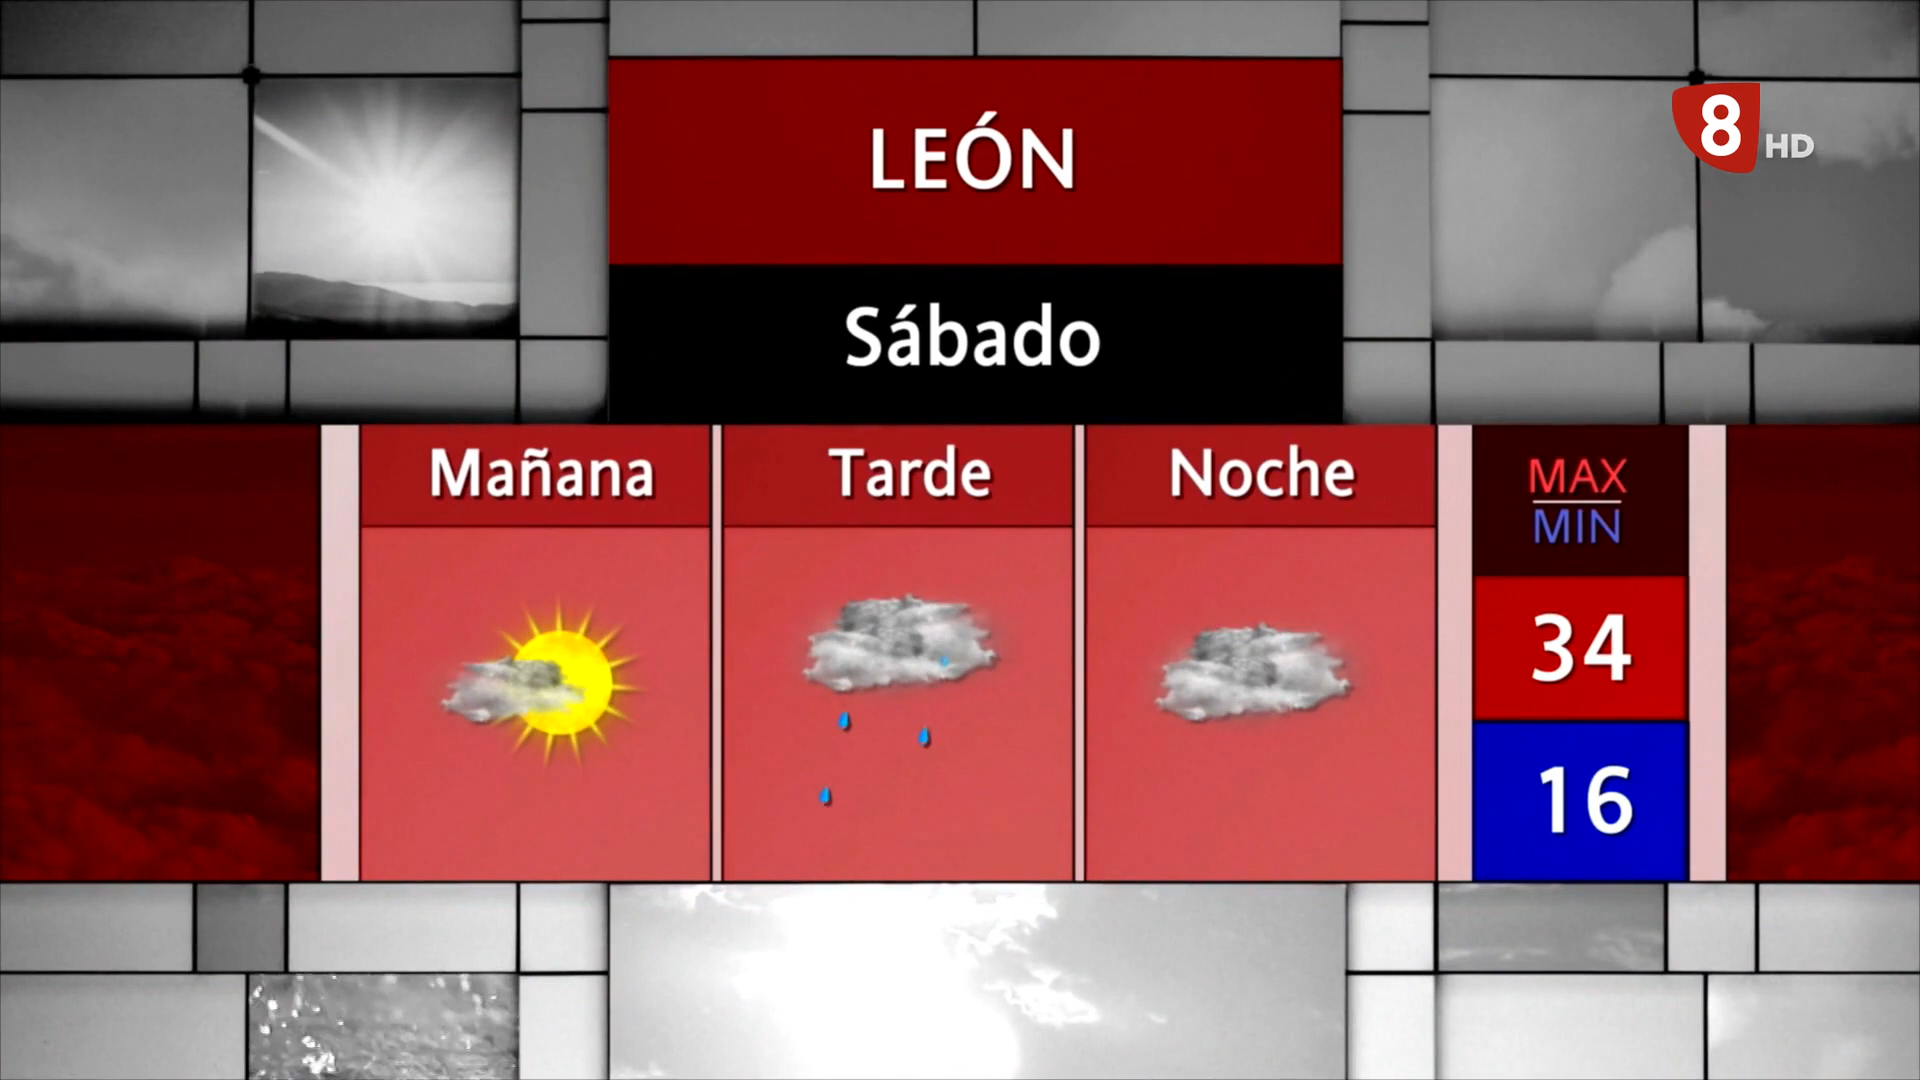 LEÓN
8 HD
Sábado
Mañana
Tarde
Noche
MAX
MIN
34
16